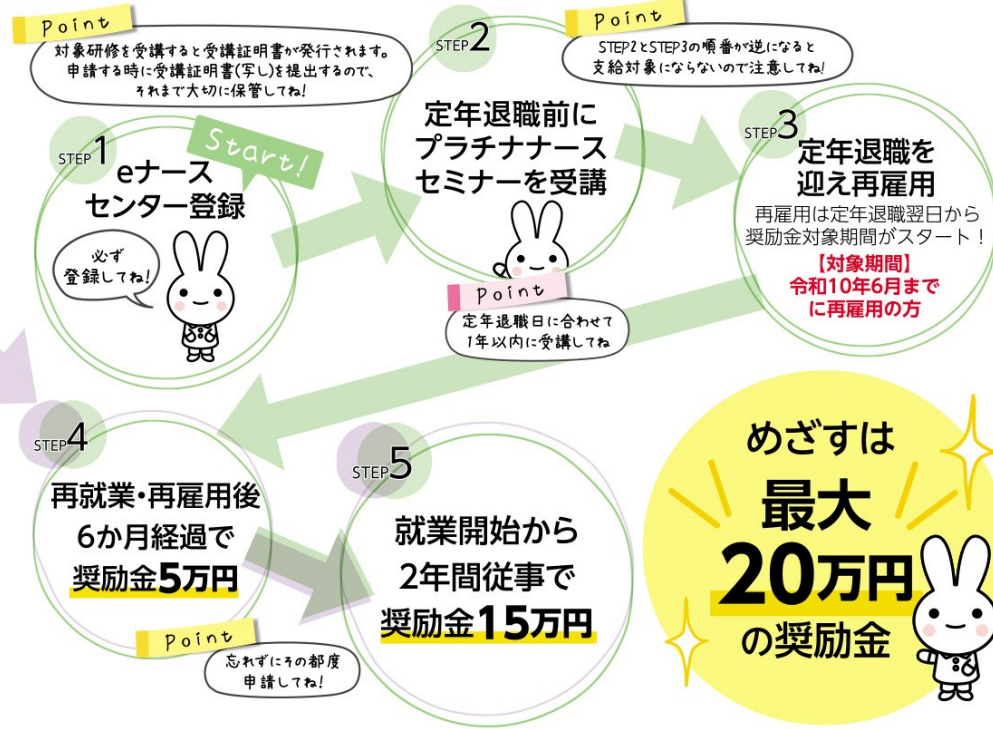 Point
対象研修を受講すると受講証明書が発行されます。
申請する時に受講証明書(写し)を提出するので、
それまで大切に保管してね!
STEP1
Start!
eナース
センター登録
必ず
登録してね!
STEP2
定年退職前に
プラチナナース
セミナーを受講
Point
定年退職日に合わせて
1年以内に受講してね
Point
STEP2とSTEP3の順番が逆になると
支給対象にならないので注意してね!
STEP3
定年退職を
迎え再雇用
再雇用は定年退職翌日から
奨励金対象期間がスタート!
【対象期間】
令和10年6月まで
に再雇用の方
STEP4
再就業・再雇用後
6か月経過で
奨励金5万円
Point
忘れずにその都度
申請してね!
STEP5
就業開始から
2年間従事で
奨励金15万円
めざすは
最大
20万円
の奨励金